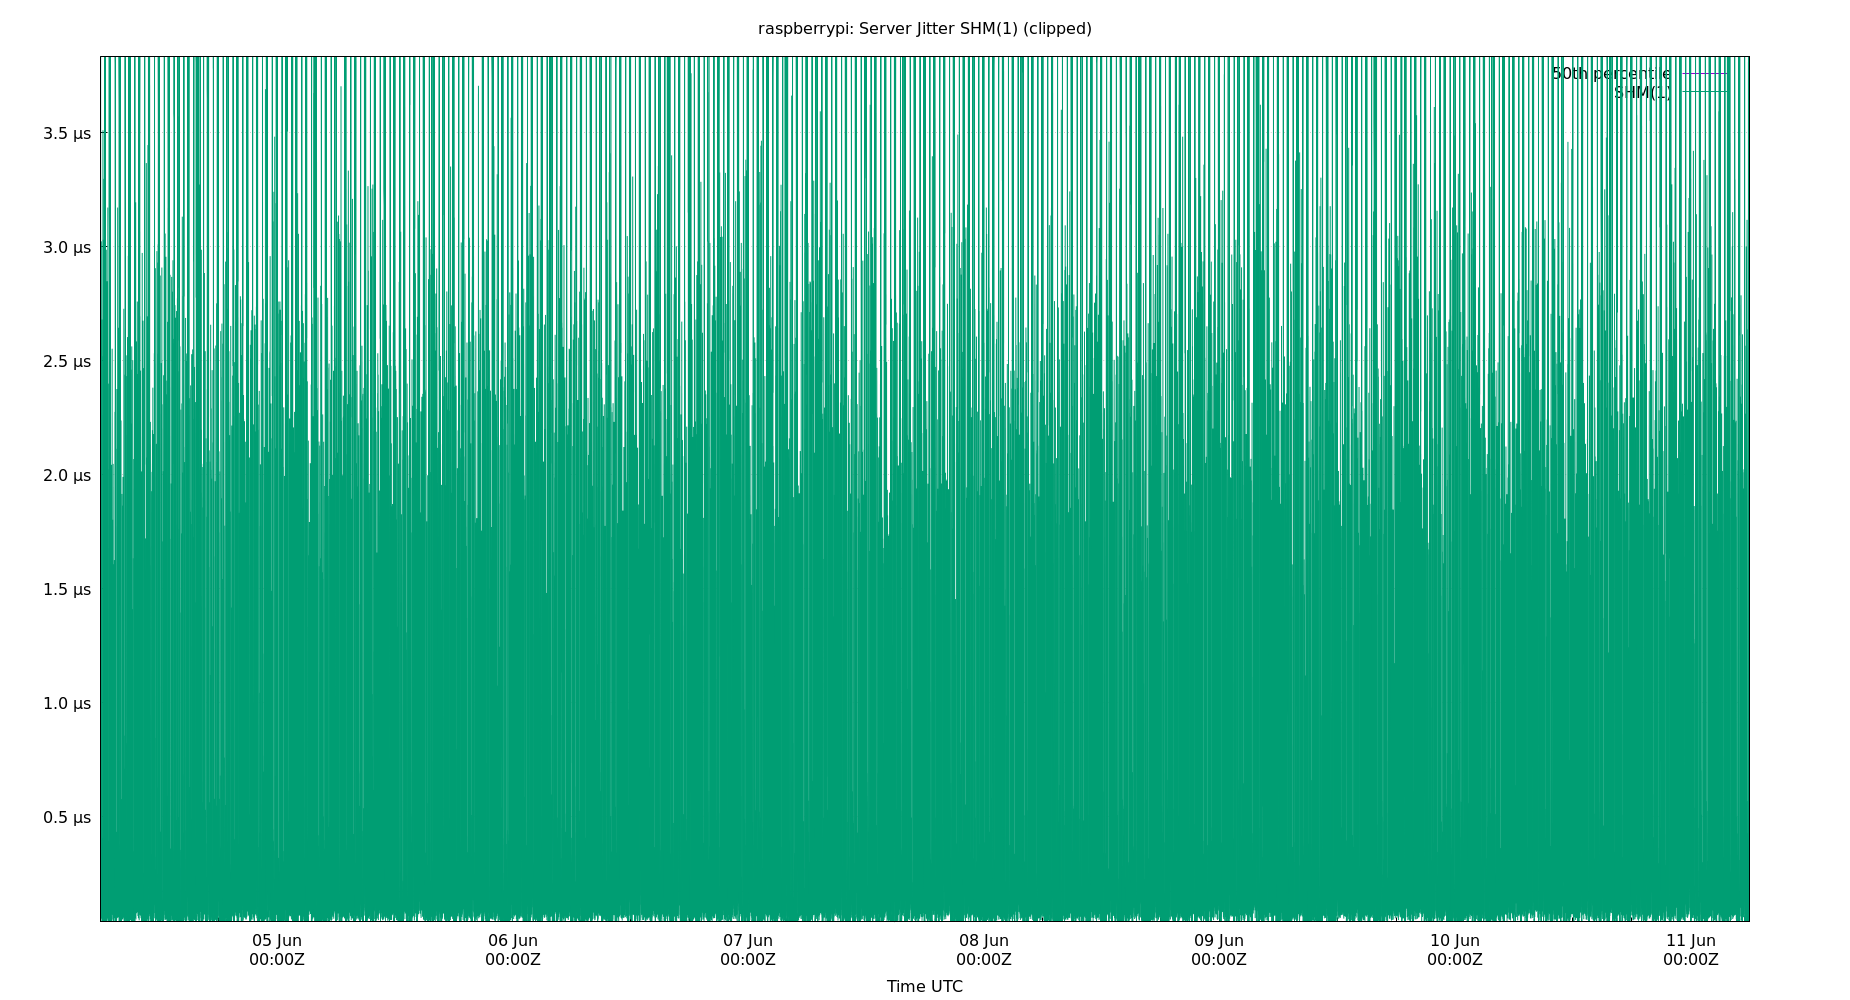 raspberrypi: Server Jitter SHM(1) (clipped)
50th percentile
SHM(1)
3.5 µs
3.0 µs
2.5 µs
2.0 µs
1.5 µs
1.0 µs
0.5 µs
05 Jun 06 Jun 07 Jun 08 Jun 09 Jun 10 Jun 11 Jun
00:00Z 00:00Z 00:00Z 00:00Z 00:00Z 00:00Z 00:00Z
Time UTC